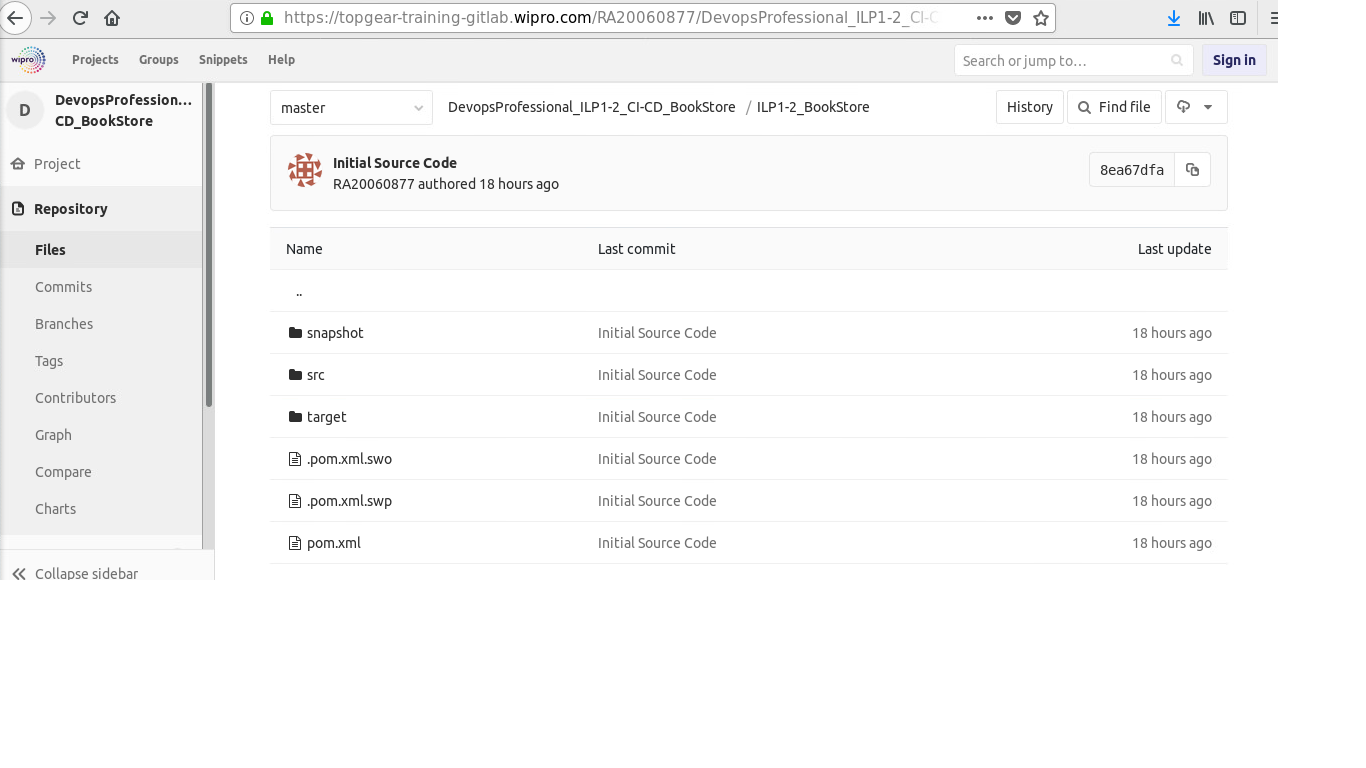 https://topgear-training-gitlab.wipro.com/RA20060877/DevopsProfessional_ILP1-2_CI-C
wipro
Projects Groups Snippets Help
Search or jump to…
Sign in
D
DevopsProfession…
CD_BookStore
master
DevopsProfessional_ILP1-2_CI-CD_BookStore / ILP1-2_BookStore
History
Find file
Project
Initial Source Code
RA20060877 authored 18 hours ago
8ea67dfa
Repository
Files
Commits
Branches
Tags
Contributors
Graph
Compare
Charts
Collapse sidebar
Name Last commit Last update
..
snapshot Initial Source Code 18 hours ago
src Initial Source Code 18 hours ago
target Initial Source Code 18 hours ago
.pom.xml.swo Initial Source Code 18 hours ago
.pom.xml.swp Initial Source Code 18 hours ago
pom.xml Initial Source Code 18 hours ago